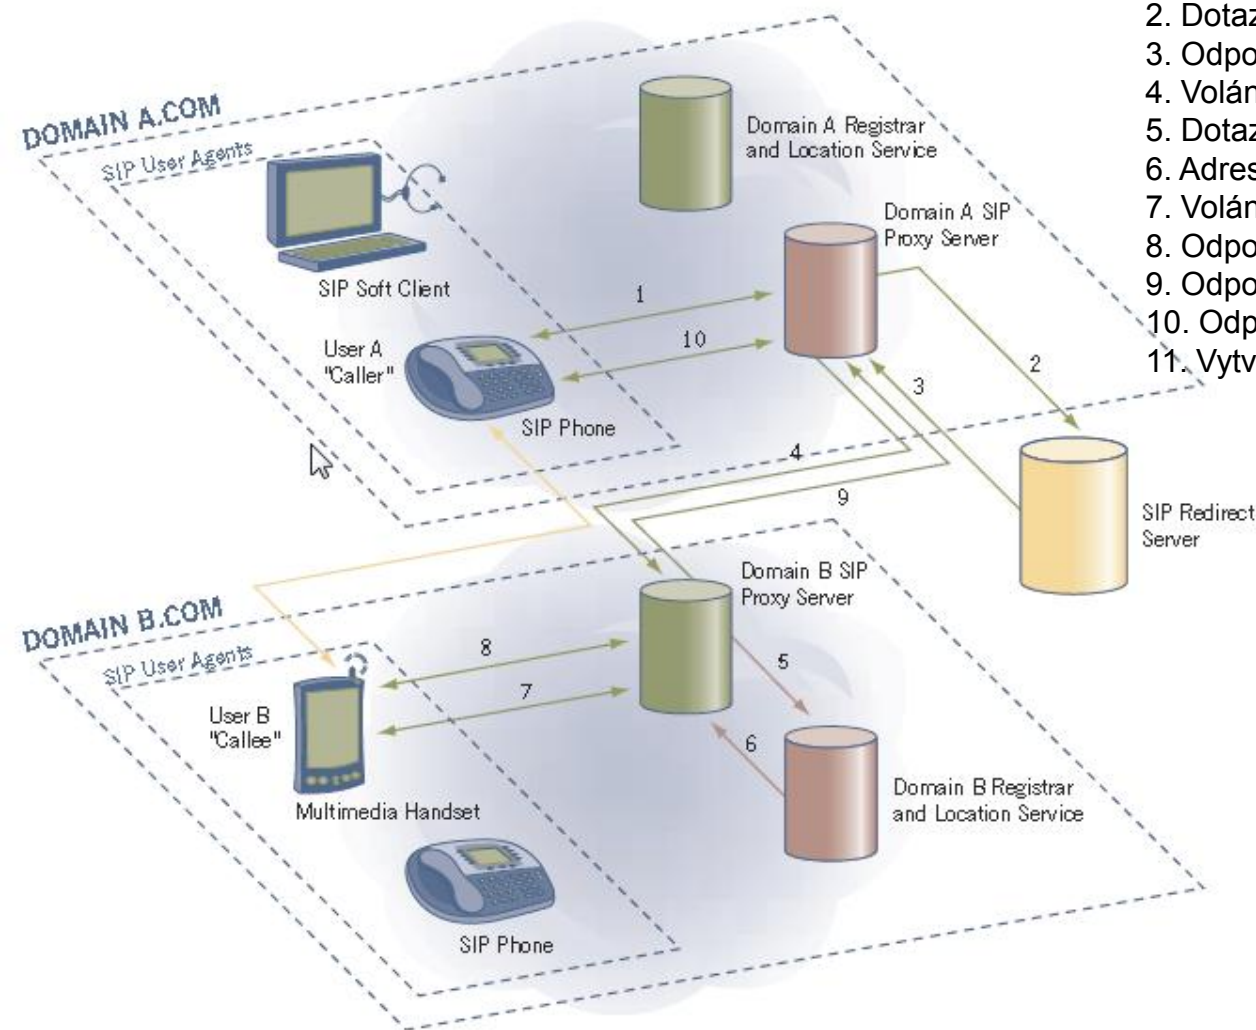 2. Dotaz
3. Odpo
4. Volán
5. Dotaz
6. Adres
7. Volán
8. Odpo
9. Odpo
10. Odp
11. Vytv
DOMAIN A.COM
SIP User Agents
SIP Soft Client
User A
"Caller"
SIP Phone
Domain A Registrar
and Location Service
Domain A SIP
Proxy Server
1
10
2
3
4
9
SIP Redirect
Server
DOMAIN B.COM
SIP User Agents
User B
"Callee"
Multimedia Handset
SIP Phone
Domain B SIP
Proxy Server
8
7
5
6
Domain B Registrar
and Location Service